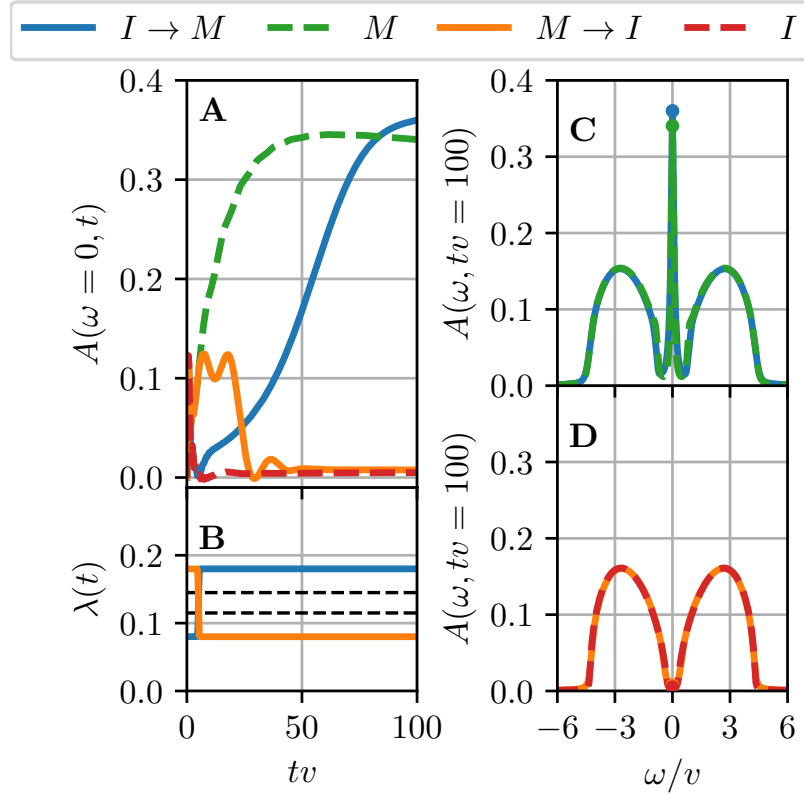 I → M M M → I I
A
A(ω = 0, t)
0.4
0.3
0.2
0.1
0.0
B
λ(t)
0.2
0.1
0.0
0 50 100
tv
C
A(ω, tv = 100)
0.4
0.3
0.2
0.1
0.0
D
A(ω, tv = 100)
0.3
0.2
0.1
0.0
−6 −3 0 3 6
ω/v